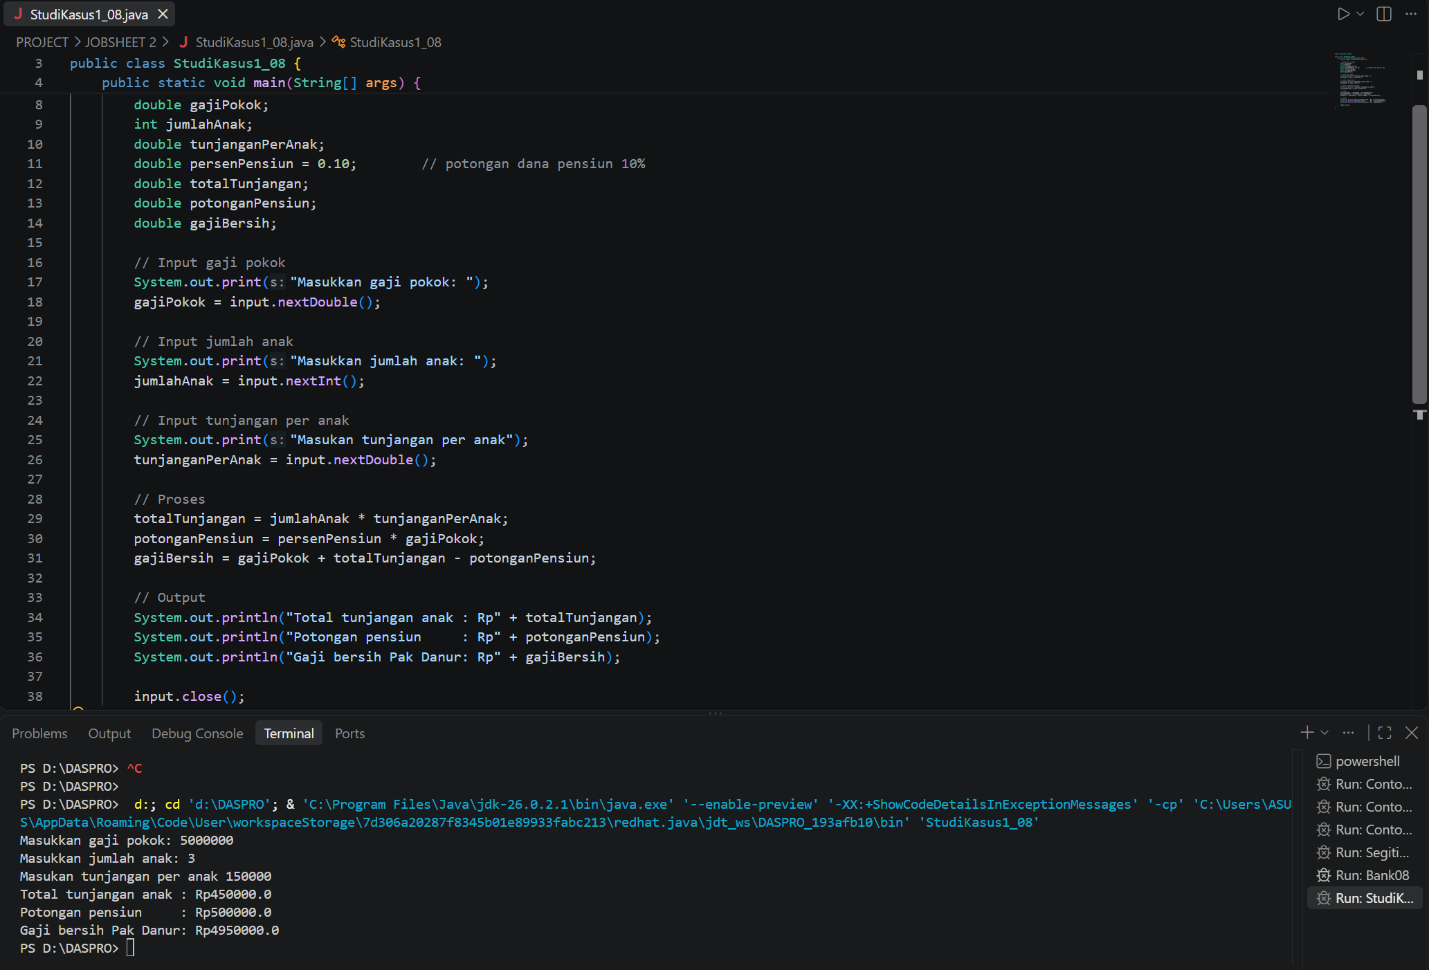 StudiKasus1_08.java
PROJECT > JOBSHEET 2 > StudiKasus1_08.java > StudiKasus1_08
3 public class StudiKasus1_08 {
4 public static void main(String[] args) {
8 double gajiPokok;
9 int jumlahAnak;
10 double tunjanganPerAnak;
11 double persenPensiun = 0.10; // potongan dana pensiun 10%
12 double totalTunjangan;
13 double potonganPensiun;
14 double gajiBersih;
15
16 // Input gaji pokok
17 System.out.print(s: "Masukkan gaji pokok: ");
18 gajiPokok = input.nextDouble();
19
20 // Input jumlah anak
21 System.out.print(s: "Masukkan jumlah anak: ");
22 jumlahAnak = input.nextInt();
23
24 // Input tunjangan per anak
25 System.out.print(s: "Masukan tunjangan per anak");
26 tunjanganPerAnak = input.nextDouble();
27
28 // Proses
29 totalTunjangan = jumlahAnak * tunjanganPerAnak;
30 potonganPensiun = persenPensiun * gajiPokok;
31 gajiBersih = gajiPokok + totalTunjangan - potonganPensiun;
32
33 // Output
34 System.out.println("Total tunjangan anak : Rp" + totalTunjangan);
35 System.out.println("Potongan pensiun     : Rp" + potonganPensiun);
36 System.out.println("Gaji bersih Pak Danur: Rp" + gajiBersih);
37
38 input.close();
Problems Output Debug Console Terminal Ports
PS D:\DASPRO> ^C
PS D:\DASPRO>
PS D:\DASPRO> d:; cd 'd:\DASPRO'; & 'C:\Program Files\Java\jdk-26.0.2.1\bin\java.exe' '--enable-preview' '-XX:+ShowCodeDetailsInExceptionMessages' '-cp' 'C:\Users\ASU
S\AppData\Roaming\Code\User\workspaceStorage\7d306a20287f8345b01e89933fabc213\redhat.java\jdt_ws\DASPRO_193afb10\bin' 'StudiKasus1_08'
Masukkan gaji pokok: 5000000
Masukkan jumlah anak: 3
Masukan tunjangan per anak 150000
Total tunjangan anak : Rp450000.0
Potongan pensiun     : Rp500000.0
Gaji bersih Pak Danur: Rp4950000.0
PS D:\DASPRO>
powershell
Run: Conto...
Run: Conto...
Run: Conto...
Run: Segiti...
Run: Bank08
Run: StudiK...